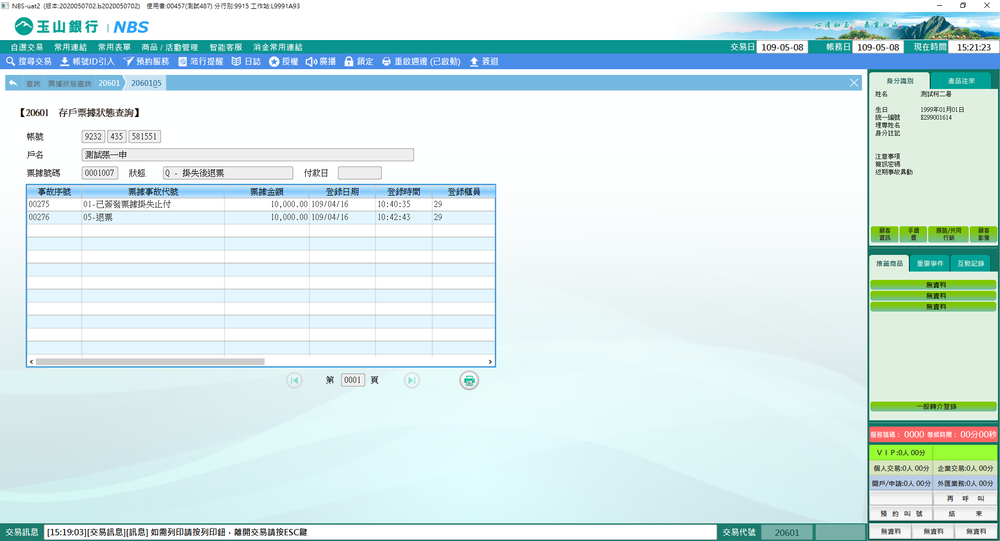 NBS-uat2 (版本:2020050702.b2020050702) 使用者:00457(測試487) 分行別:9915 工作站:L9991A93
玉山銀行 | NBS
心清如玉。 義重如山。
自選交易 常用連結 常用表單 商品 / 活動管理 智能客服 消金常用連結 交易日 109-05-08 帳務日 109-05-08 現在時間 15:21:23
搜尋交易 帳號ID引入 預約服務 蒞行提醒 日誌 授權 廣播 鎖定 重啟週邊 (已啟動) 簽退
查詢 票據狀態查詢 20601 2060105
【20601 存戶票據狀態查詢】
帳號 9232 435 581551
戶名 測試張一申
票據號碼 0001007 狀態 Q - 掛失後退票 付款日
事故序號 票據事故代號 票據金額 登錄日期 登錄時間 登錄櫃員
00275 01-已簽發票據掛失止付 10,000.00 109/04/16 10:40:35 29
00276 05-退票 10,000.00 109/04/16 10:42:43 29
第 0001 頁
身分識別 產品往來
姓名 測試柯二暑
生日 1999年01月01日
統一編號 E299001614
理專姓名
身分註記
注意事項
簡訊密碼
近期事故異動
顧客資訊 手續費 通路/共同行銷 顧客影像
推薦商品 重要事件 互動記錄
無資料
無資料
無資料
一般轉介登錄
服務號碼: 0000 等候時間: 00分00秒
VIP:0人 00分
個人交易:0人 00分 企業交易:0人 00分
開戶/申請:0人 00分 外匯業務:0人 00分
再 呼 叫
預 約 叫 號 結 束
無資料 無資料 無資料
交易訊息 [15:19:03][交易訊息][訊息] 如需列印請按列印鈕，離開交易請按ESC鍵 交易代號 20601